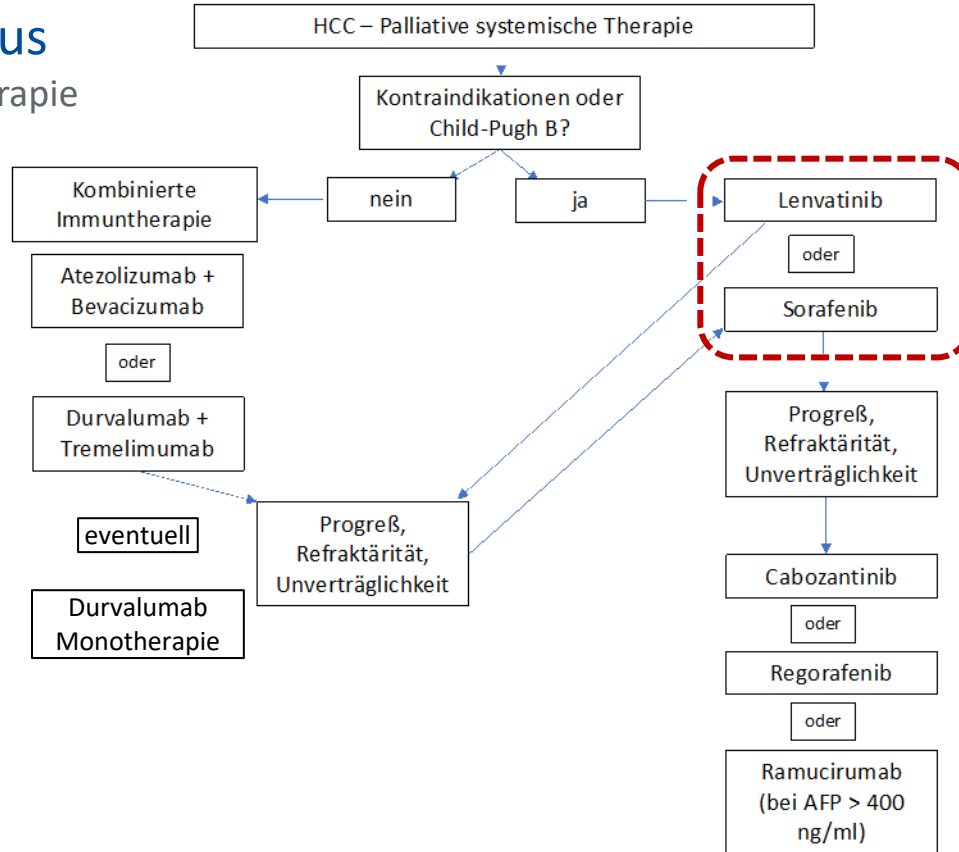 us
rapie
HCC – Palliative systemische Therapie
Kontraindikationen oder
Child-Pugh B?
nein
ja
Kombinierte
Immuntherapie
Atezolizumab +
Bevacizumab
oder
Durvalumab +
Tremelimumab
eventuell
Durvalumab
Monotherapie
Progreß,
Refraktärität,
Unverträglichkeit
Lenvatinib
oder
Sorafenib
Progreß,
Refraktärität,
Unverträglichkeit
Cabozantinib
oder
Regorafenib
oder
Ramucirumab
(bei AFP > 400
ng/ml)